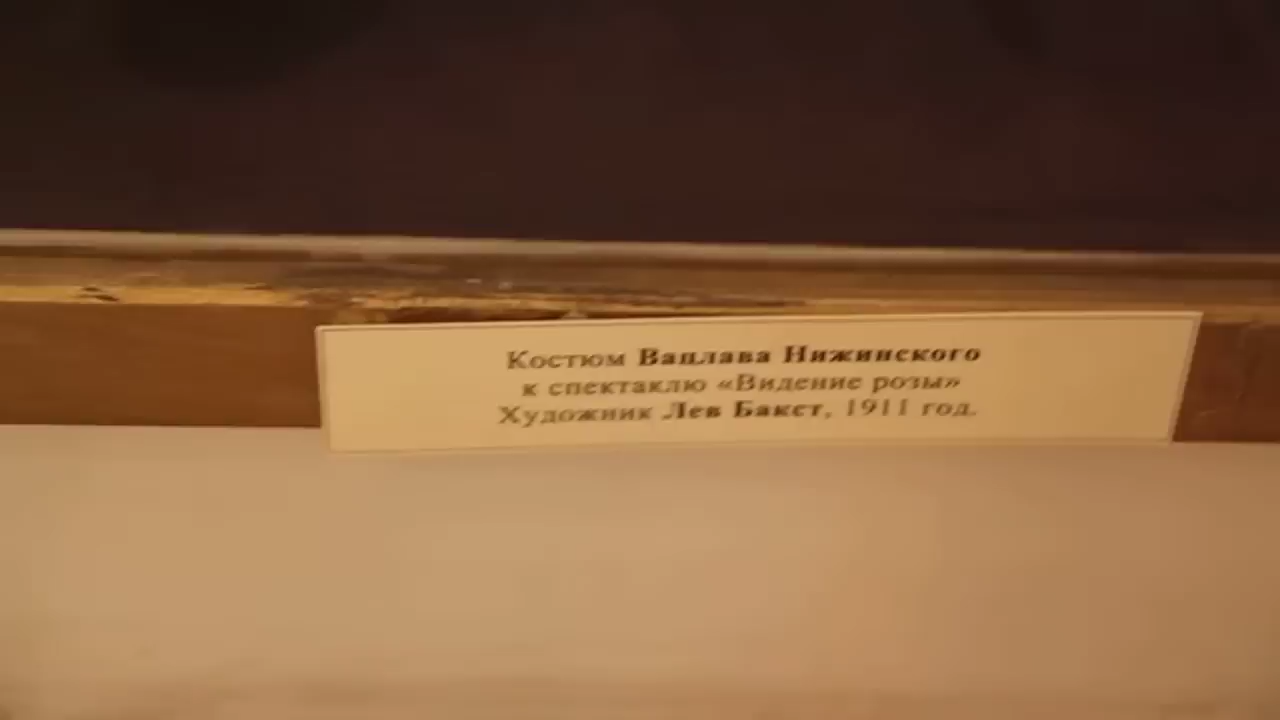 Костюм Вацлава Нижинского
к спектаклю «Видение розы»
Художник Лев Бакст, 1911 год.